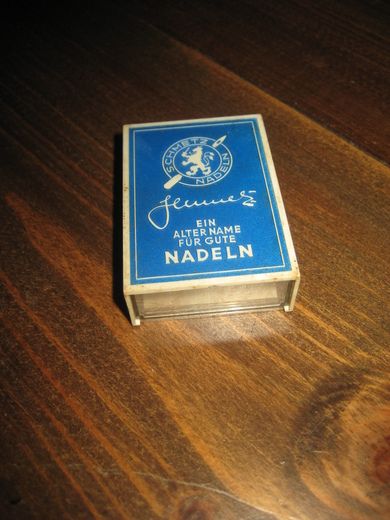 SCHMETZ
NADELN
Schmetz
EIN
ALTER NAME
FÜR GUTE
NADELN